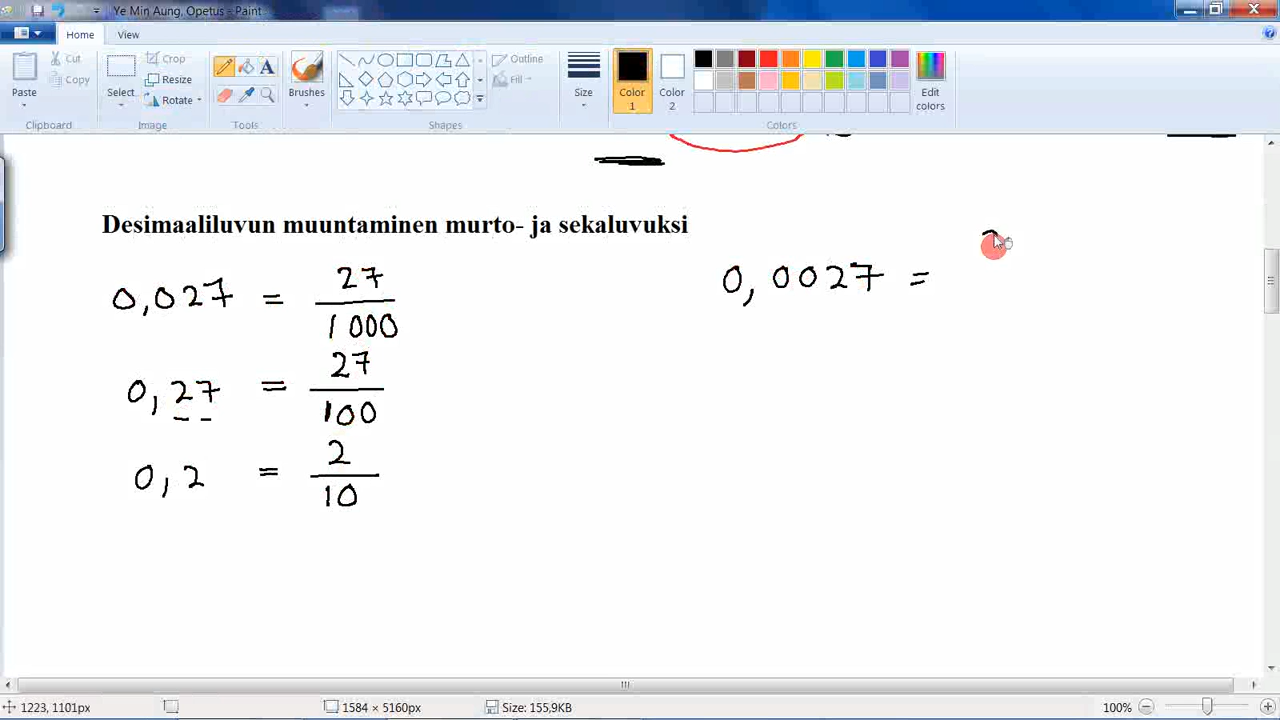 Ye Min Aung, Opetus - Paint
Home View
Paste
Cut
Copy
Clipboard
Select
Crop
Resize
Rotate
Image
Tools
Brushes
Outline
Fill
Shapes
Size
Color 1
Color 2
Edit colors
Colors
Desimaaliluvun muuntaminen murto- ja sekaluvuksi
0,027 = 27/1000
0,27 = 27/100
0,2 = 2/10
0,0027 =
1223, 1101px
1584 × 5160px
Size: 155,9KB
100%